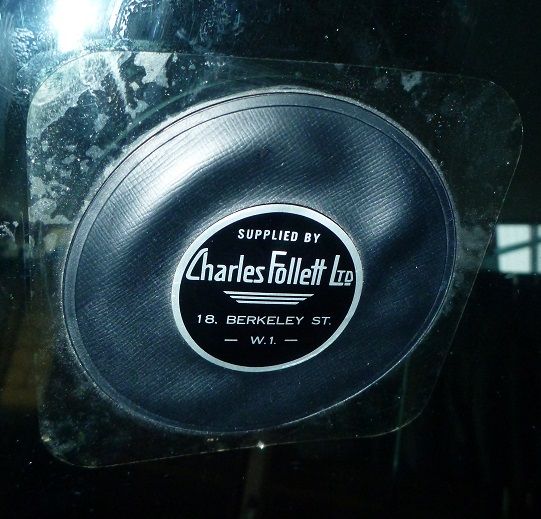 SUPPLIED BY
Charles Follett LTD
18. BERKELEY ST.
— W.1. —